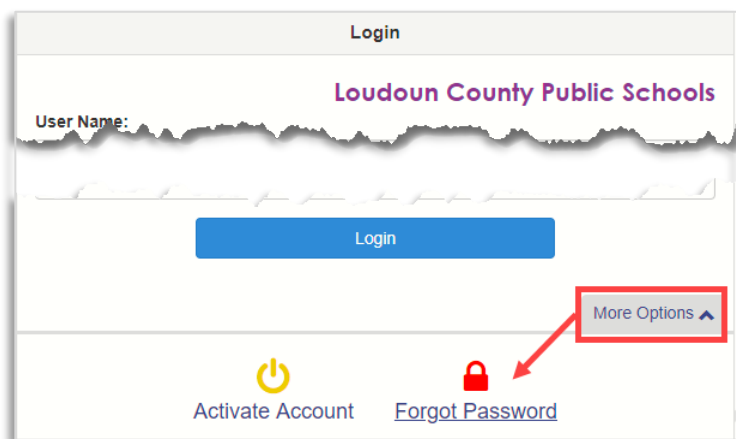 Login
Loudoun County Public Schools
User Name:
Login
More Options
Activate Account
Forgot Password